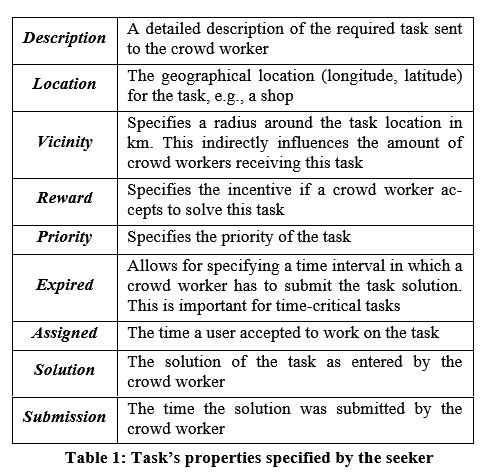 Description
A detailed description of the required task sent
to the crowd worker
Location
The geographical location (longitude, latitude)
for the task, e.g., a shop
Vicinity
Specifies a radius around the task location in
km. This indirectly influences the amount of
crowd workers receiving this task
Reward
Specifies the incentive if a crowd worker ac-
cepts to solve this task
Priority
Specifies the priority of the task
Expired
Allows for specifying a time interval in which a
crowd worker has to submit the task solution.
This is important for time-critical tasks
Assigned
The time a user accepted to work on the task
Solution
The solution of the task as entered by the
crowd worker
Submission
The time the solution was submitted by the
crowd worker
Table 1: Task's properties specified by the seeker